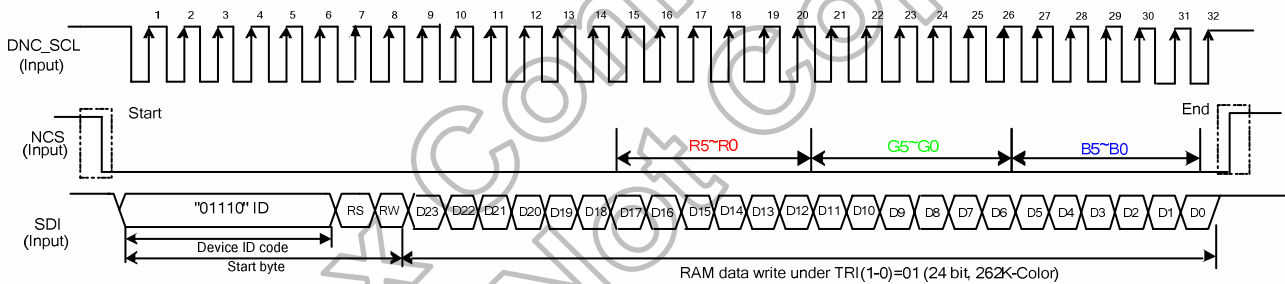 1 2 3 4 5 6 7 8 9 10 11 12 13 14 15 16 17 18 19 20 21 22 23 24 25 26 27 28 29 30 31 32
DNC_SCL
(Input)
Start
End
NCS
(Input)
R5~R0
G5~G0
B5~B0
SDI
(Input)
"01110" ID
RS
RW
D23 D22 D21 D20 D19 D18 D17 D16 D15 D14 D13 D12 D11 D10 D9 D8 D7 D6 D5 D4 D3 D2 D1 D0
Device ID code
Start byte
RAM data write under TRI(1-0)=01 (24 bit, 262K-Color)